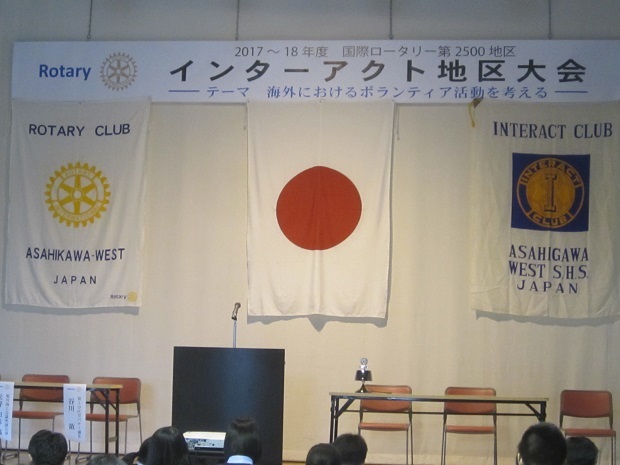 2017～18年度 国際ロータリー第2500地区
Rotary
インターアクト地区大会
テーマ 海外におけるボランティア活動を考える
ROTARY CLUB
ASAHIKAWA-WEST
JAPAN
Rotary
INTERACT CLUB
INTERACT
I
CLUB
ASAHIGAWA
WEST S.H.S.
JAPAN